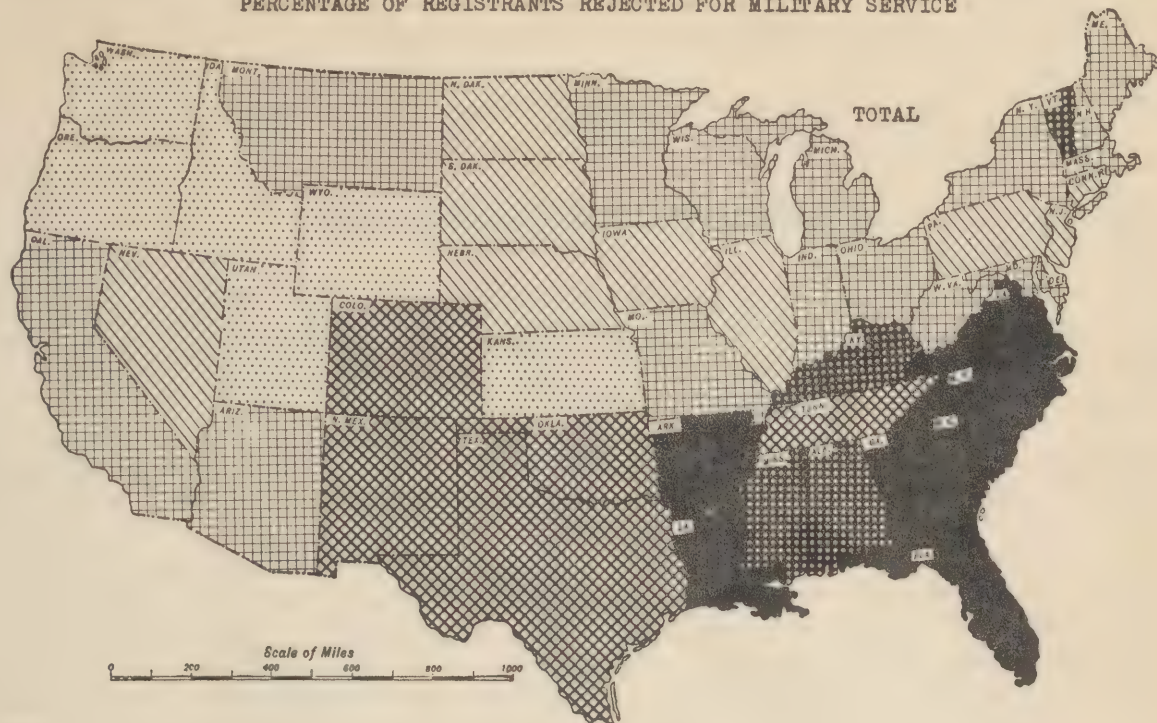 PERCENTAGE OF REGISTRANTS REJECTED FOR MILITARY SERVICE
TOTAL
WASH.
ORE.
CAL.
IDA
NEV.
MONT.
WYO.
UTAH
ARIZ.
COLO.
N. MEX.
N. DAK.
S. DAK.
NEBR.
KANS.
OKLA.
TEX.
MINN.
IOWA
MO.
ARK
LA
WIS.
ILL.
MICH.
IND.
OHIO
KY.
TENN.
MISS.
ALA.
GA.
FLA.
W. VA.
PA.
N. Y.
VT.
N.H.
ME.
MASS.
CONN.
R.I.
N.J.
DEL
Scale of Miles
0 200 400 600 800 1000